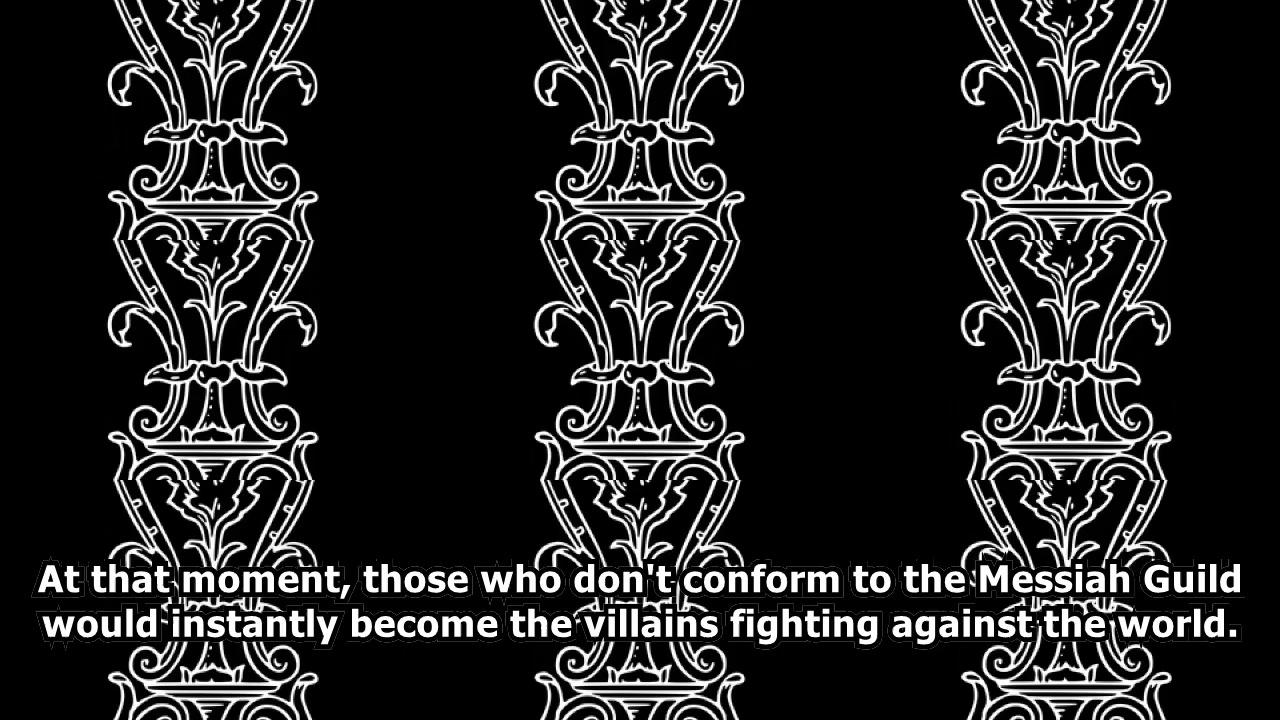 At that moment, those who don't conform to the Messiah Guild
would instantly become the villains fighting against the world.